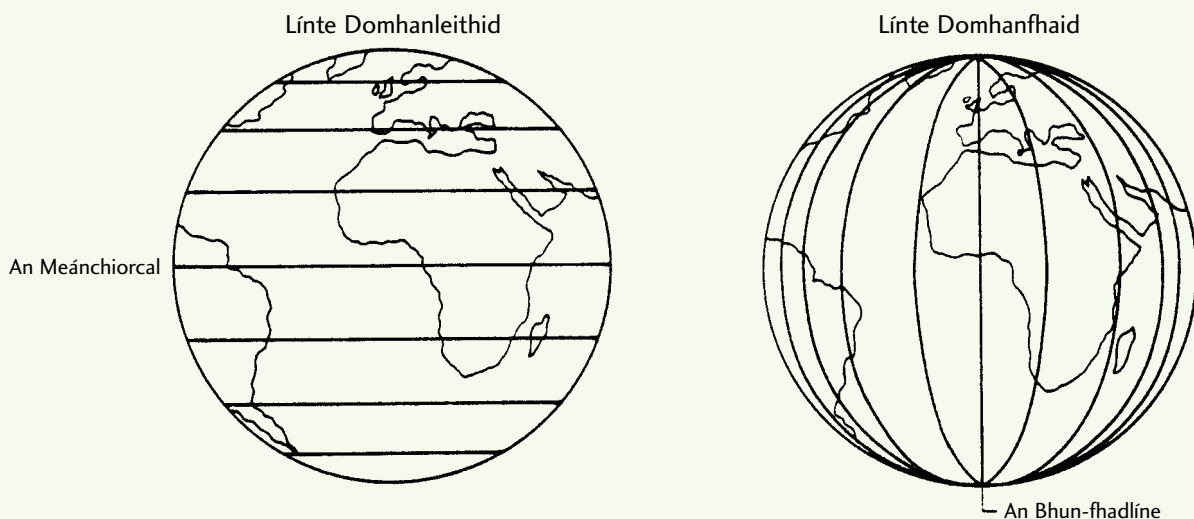 Línte Domhanleithid
Línte Domhanfhaid
An Meánchiorcal
An Bhun-fhadlíne